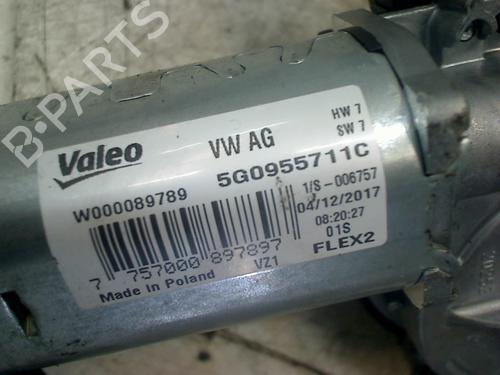 B-PARTS
Valeo
VW AG
HW 7
SW 7
5G0955711C
W000089789
1/S-006757
04/12/2017
08:20:27
01S
FLEX2
7 757000 897897
VZ1
Made in Poland